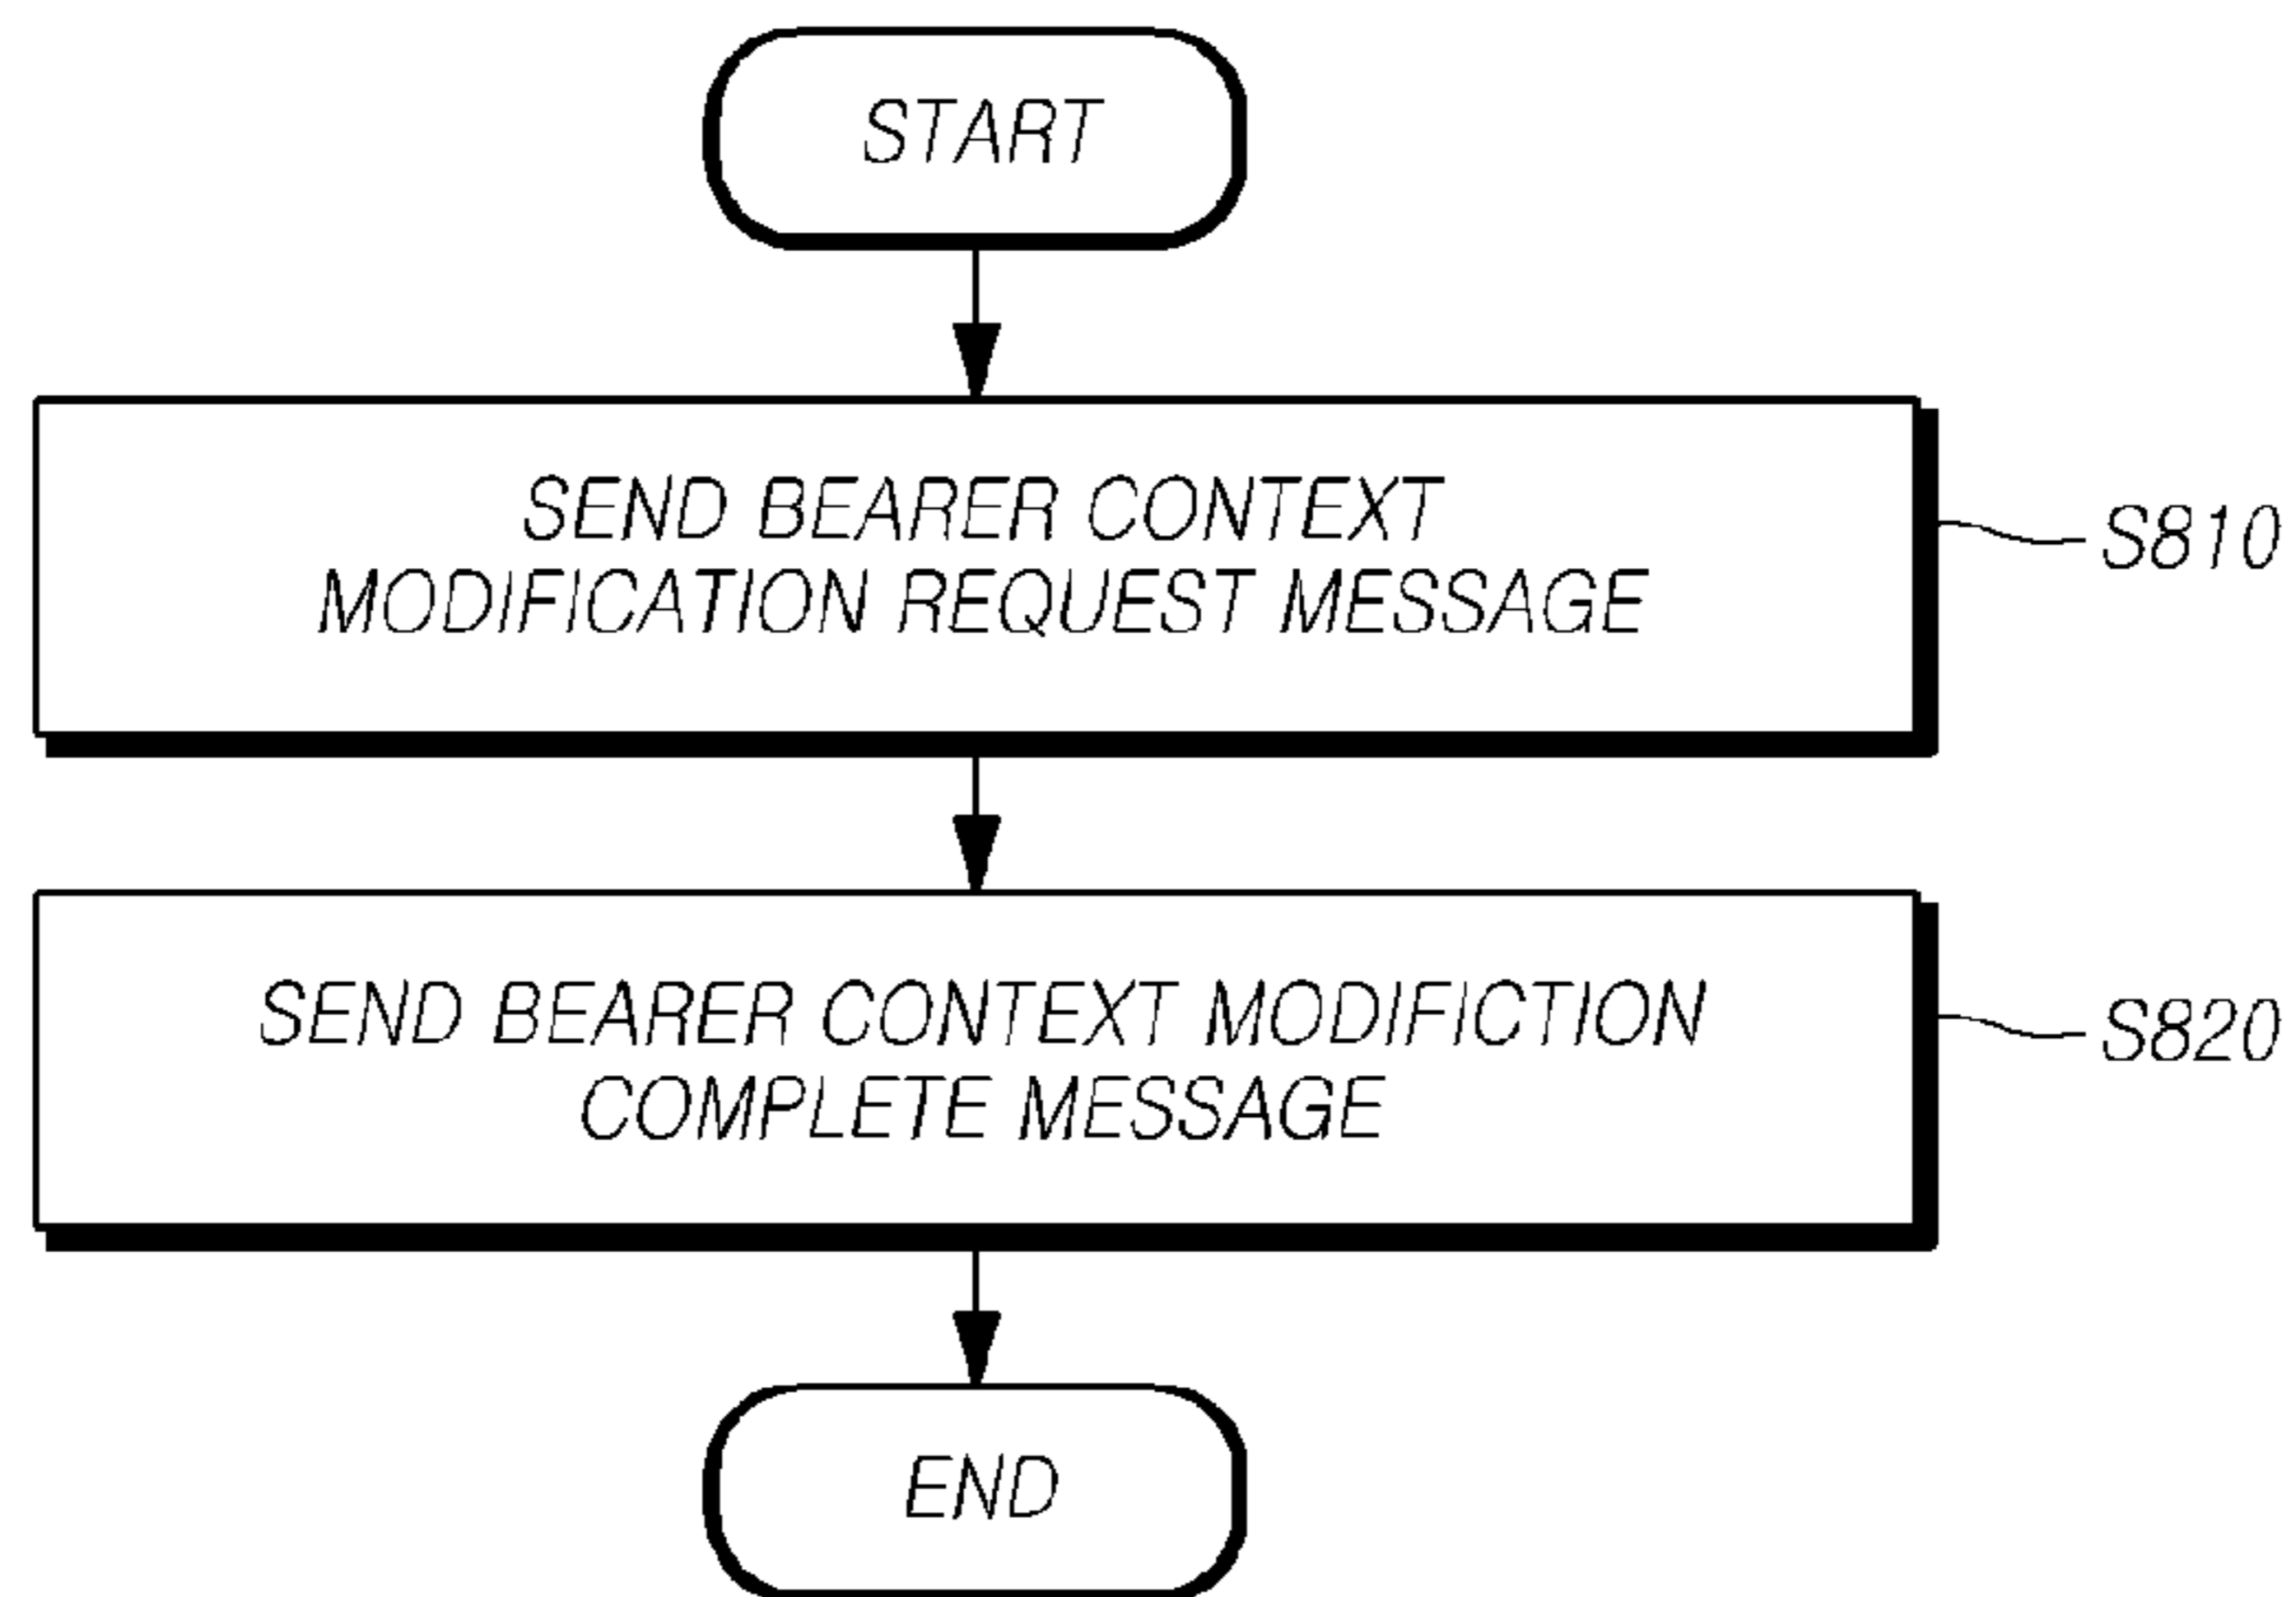 START
SEND BEARER CONTEXT
MODIFICATION REQUEST MESSAGE
S810
SEND BEARER CONTEXT MODIFICTION
COMPLETE MESSAGE
S820
END